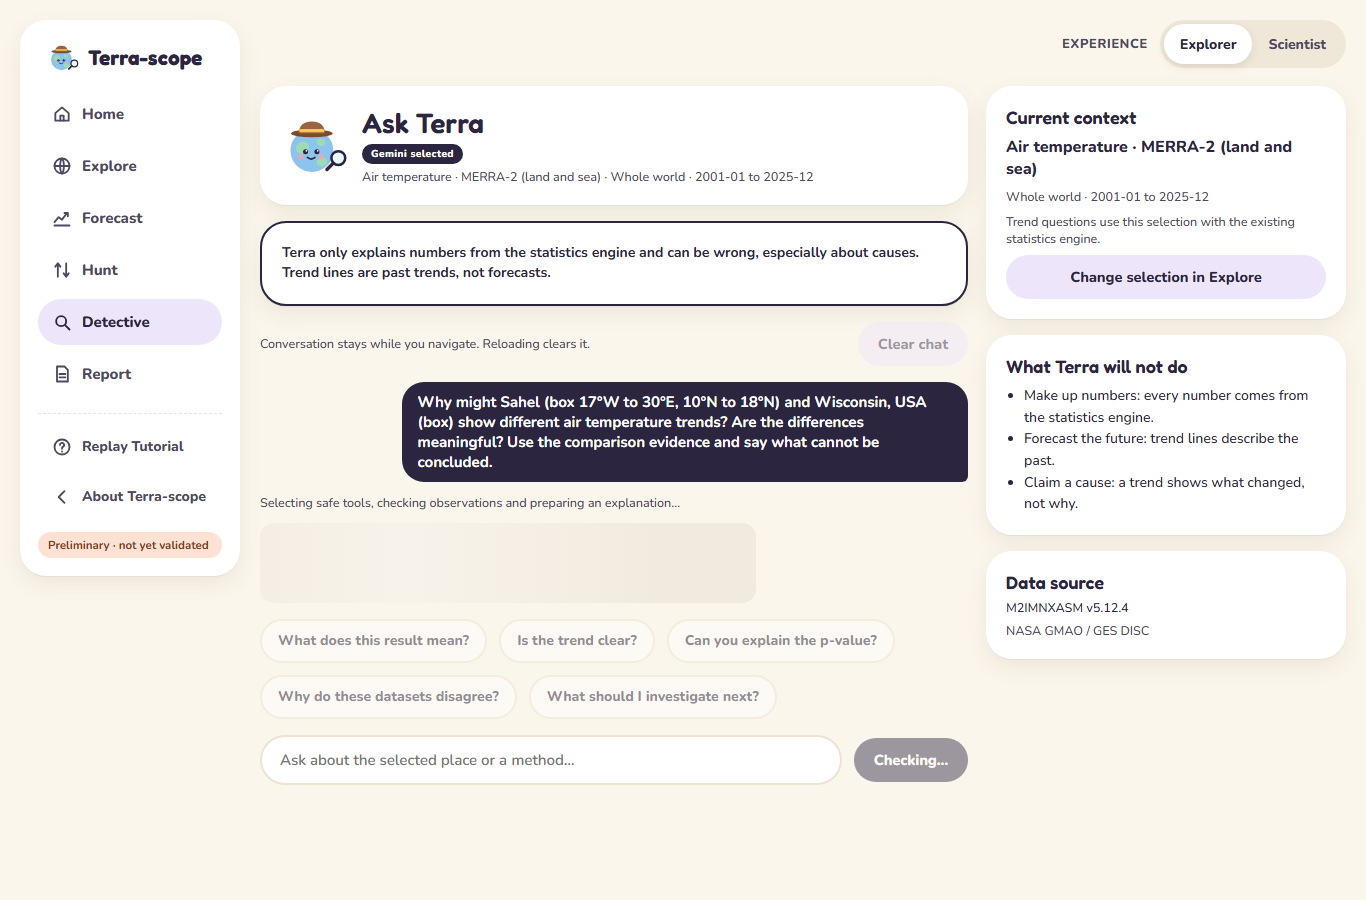 Terra-scope
Home
Explore
Forecast
Hunt
Detective
Report
Replay Tutorial
About Terra-scope
Preliminary · not yet validated
EXPERIENCE
Explorer
Scientist
Ask Terra
Gemini selected
Air temperature · MERRA-2 (land and sea) · Whole world · 2001-01 to 2025-12
Terra only explains numbers from the statistics engine and can be wrong, especially about causes.
Trend lines are past trends, not forecasts.
Conversation stays while you navigate. Reloading clears it.
Clear chat
Why might Sahel (box 17°W to 30°E, 10°N to 18°N) and Wisconsin, USA
(box) show different air temperature trends? Are the differences
meaningful? Use the comparison evidence and say what cannot be
concluded.
Selecting safe tools, checking observations and preparing an explanation...
What does this result mean?
Is the trend clear?
Can you explain the p-value?
Why do these datasets disagree?
What should I investigate next?
Ask about the selected place or a method...
Checking...
Current context
Air temperature · MERRA-2 (land and
sea)
Whole world · 2001-01 to 2025-12
Trend questions use this selection with the existing
statistics engine.
Change selection in Explore
What Terra will not do
• Make up numbers: every number comes from
the statistics engine.
• Forecast the future: trend lines describe the
past.
• Claim a cause: a trend shows what changed,
not why.
Data source
M2IMNXASM v5.12.4
NASA GMAO / GES DISC